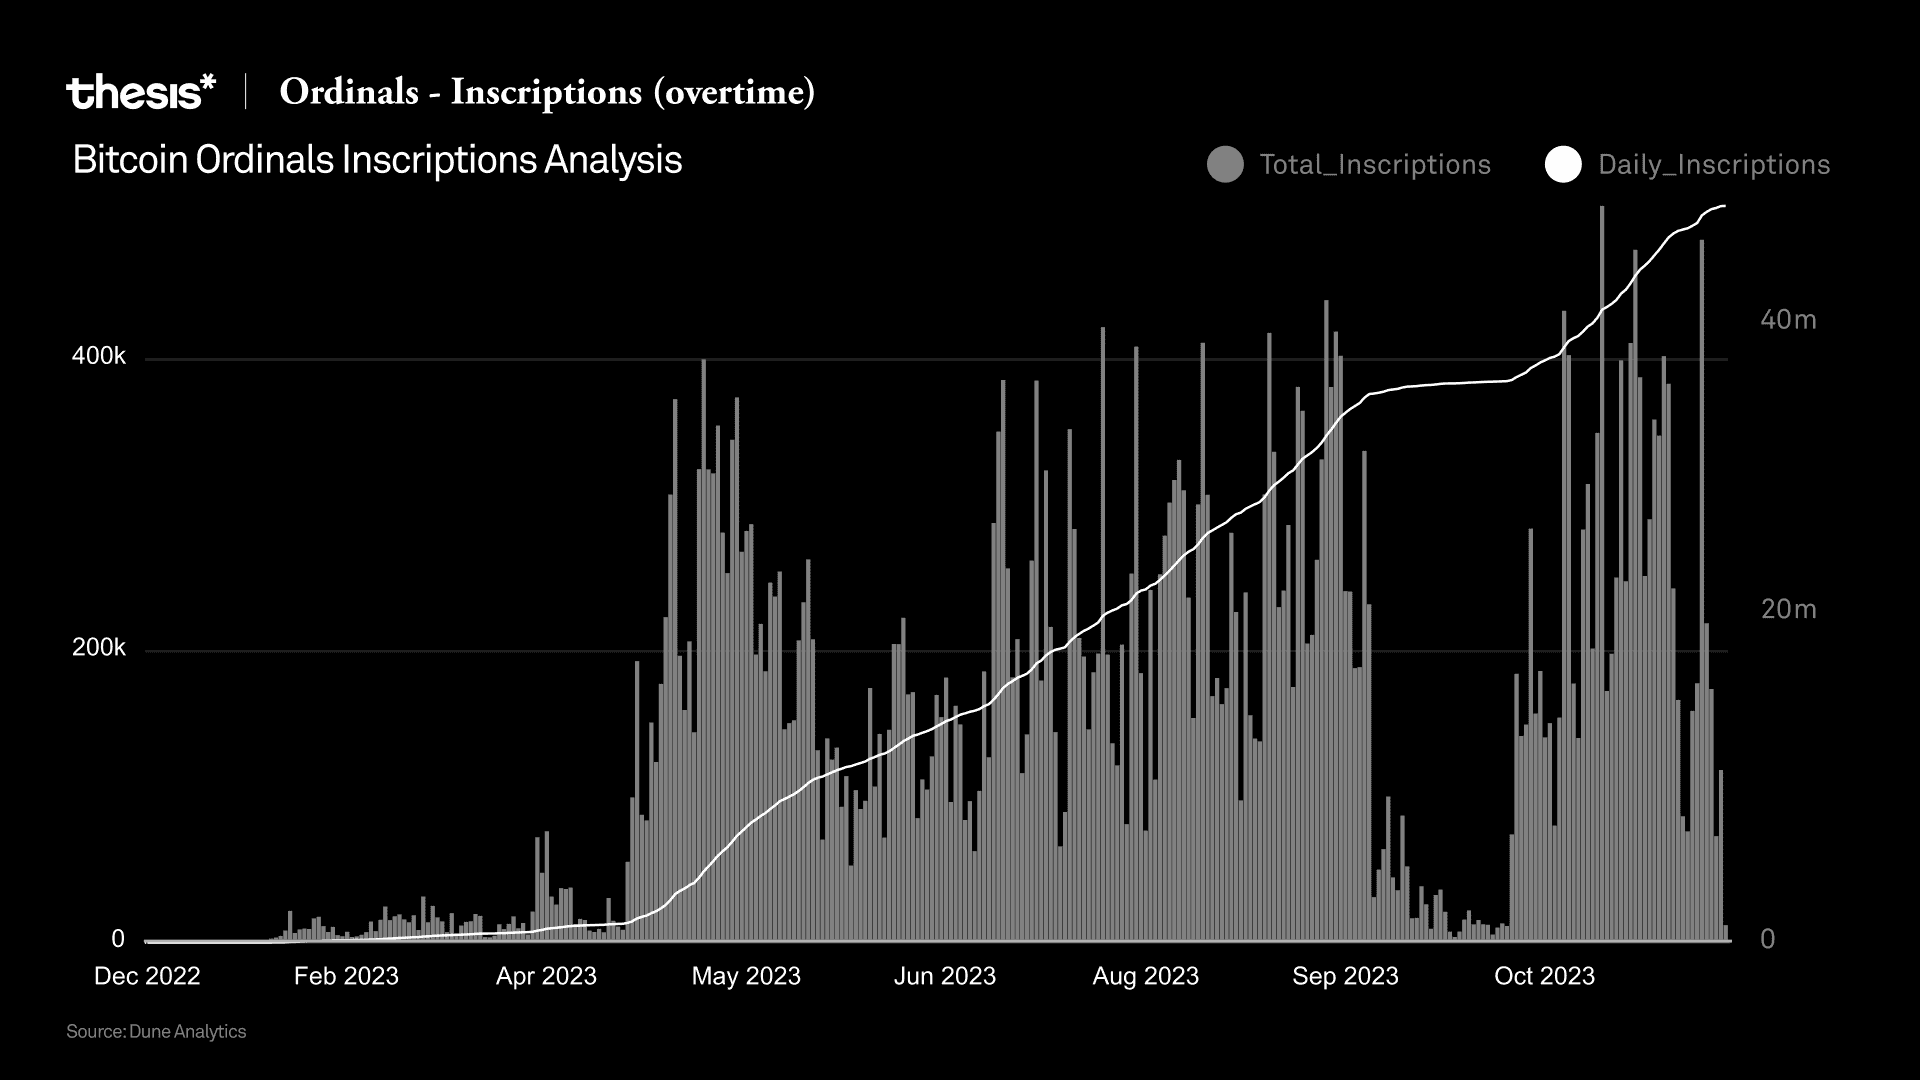 thesis* | Ordinals - Inscriptions (overtime)
Bitcoin Ordinals Inscriptions Analysis
Total_Inscriptions Daily_Inscriptions
400k
40m
200k
20m
0
0
Dec 2022 Feb 2023 Apr 2023 May 2023 Jun 2023 Aug 2023 Sep 2023 Oct 2023
Source: Dune Analytics